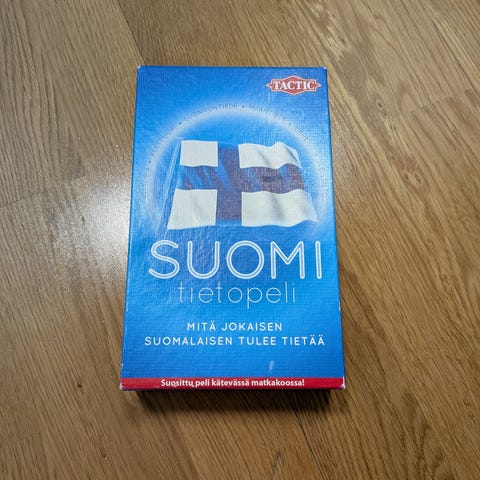 TACTIC
SUOMI
tietopeli
MITÄ JOKAISEN
SUOMALAISEN TULEE TIETÄÄ
Suosittu peli kätevässä matkakoossa!